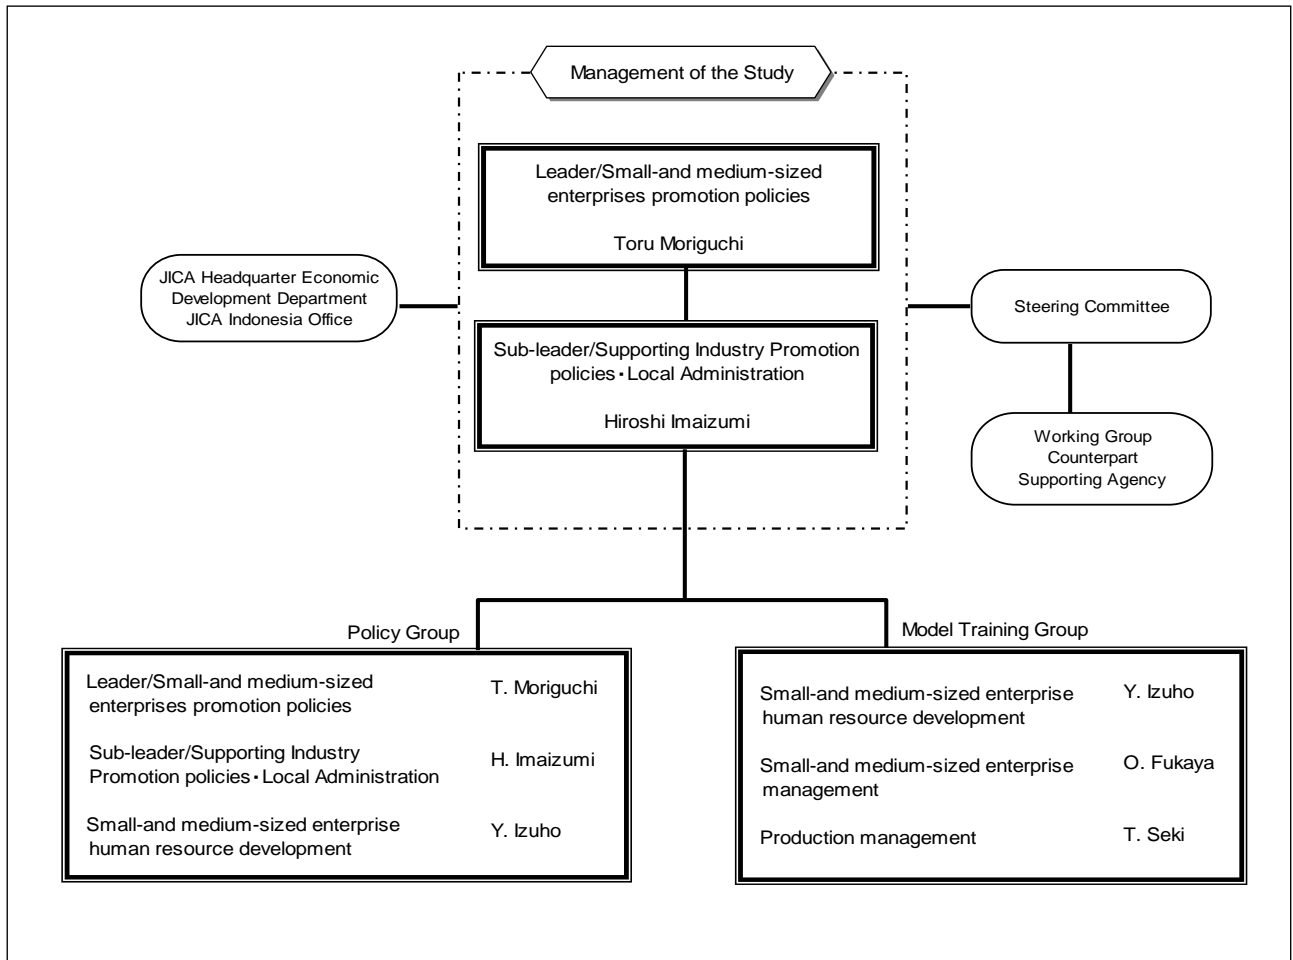 Management of the Study
Leader/Small-and medium-sized
enterprises promotion policies
Toru Moriguchi
JICA Headquarter Economic
Development Department
JICA Indonesia Office
Steering Committee
Sub-leader/Supporting Industry Promotion
policies・Local Administration
Hiroshi Imaizumi
Working Group
Counterpart
Supporting Agency
Policy Group
Leader/Small-and medium-sized
enterprises promotion policies
T. Moriguchi
Sub-leader/Supporting Industry
Promotion policies・Local Administration
H. Imaizumi
Small-and medium-sized enterprise
human resource development
Y. Izuho
Model Training Group
Small-and medium-sized enterprise
human resource development
Y. Izuho
Small-and medium-sized enterprise
management
O. Fukaya
Production management
T. Seki